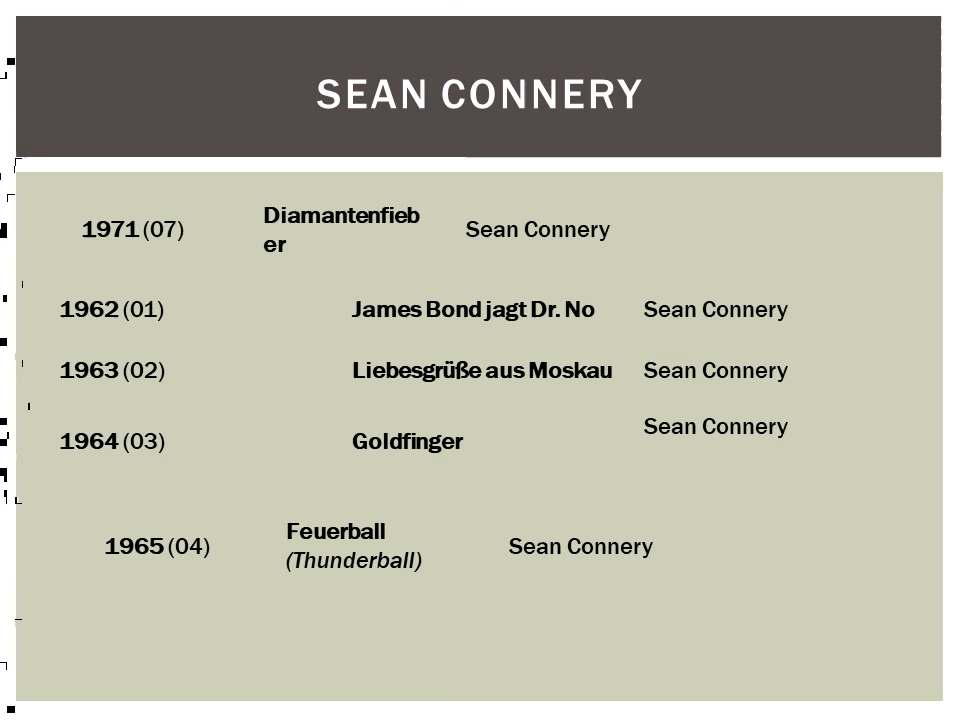 SEAN CONNERY
1971 (07) Diamantenfieb
er Sean Connery
1962 (01) James Bond jagt Dr. No Sean Connery
1963 (02) Liebesgrüße aus Moskau Sean Connery
1964 (03) Goldfinger Sean Connery
1965 (04) Feuerball
(Thunderball) Sean Connery